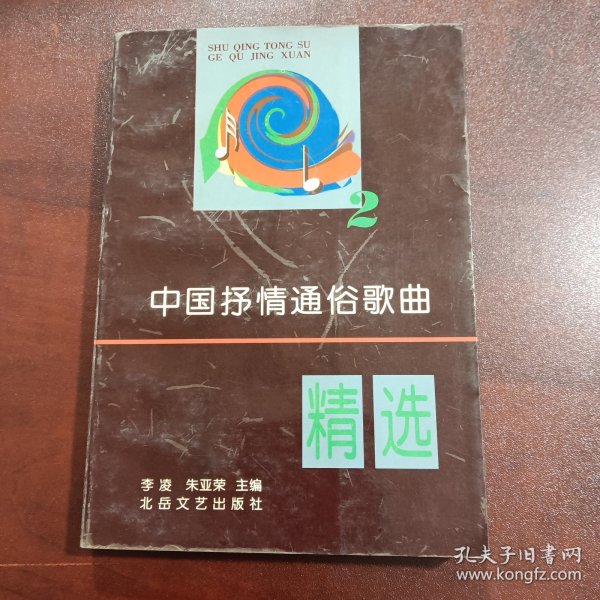 SHU QING TONG SU
GE QU JING XUAN
2
中国抒情通俗歌曲
精选
李凌 朱亚荣 主编
北岳文艺出版社
孔夫子旧书网
www.kongfz.com